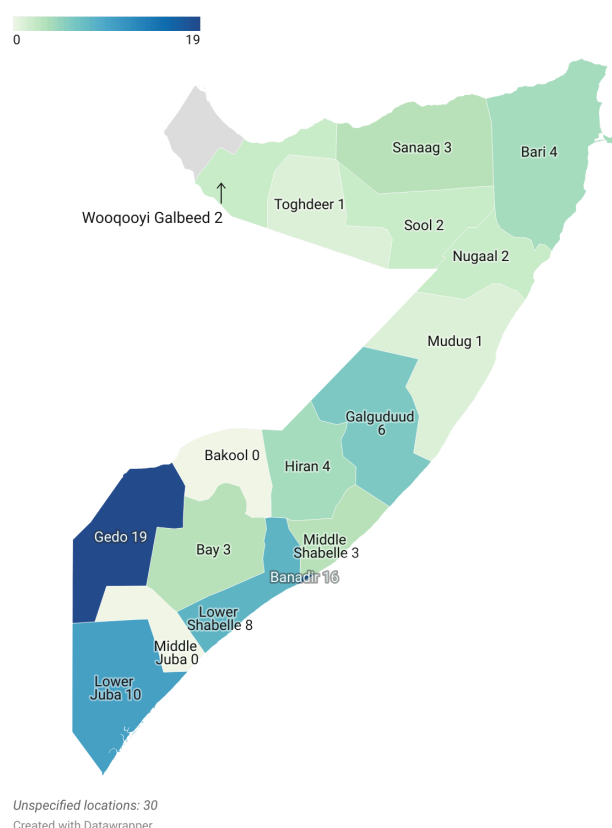 0
19
Sanaag 3
Bari 4
Toghdeer 1
Wooqooyi Galbeed 2
Sool 2
Nugaal 2
Mudug 1
Galguduud
6
Bakool 0
Hiran 4
Gedo 19
Bay 3
Middle
Shabelle 3
Banadir 16
Lower
Shabelle 8
Middle
Juba 0
Lower
Juba 10
Unspecified locations: 30
Created with Datawrapper